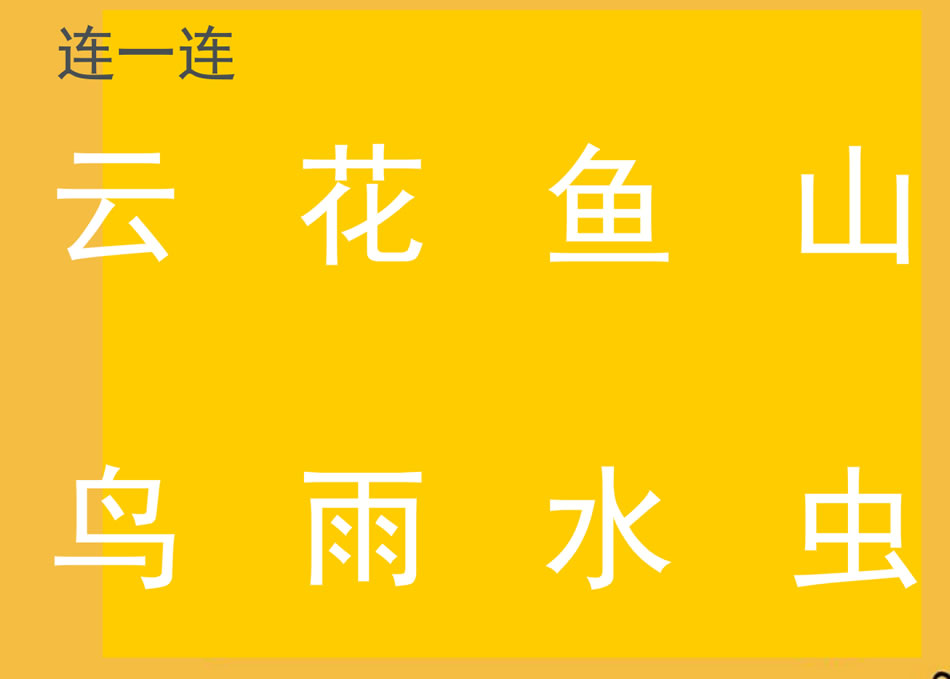 连一连
云 花 鱼 山
鸟 雨 水 虫